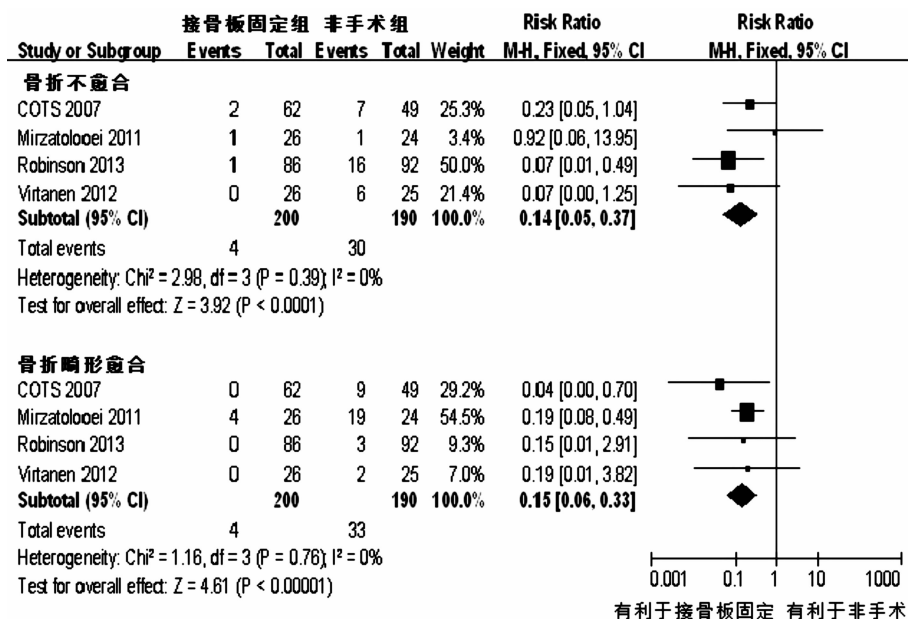 接骨板固定组 非手术组 Risk Ratio Risk Ratio
Study or Subgroup Events Total Events Total Weight M-H, Fixed, 95% CI M-H, Fixed, 95% CI
骨折不愈合
COTS 2007 2 62 7 49 25.3% 0.23 [0.05, 1.04]
Mirzatolooei 2011 1 26 1 24 3.4% 0.92 [0.06, 13.95]
Robinson 2013 1 86 16 92 50.0% 0.07 [0.01, 0.49]
Virtanen 2012 0 26 6 25 21.4% 0.07 [0.00, 1.25]
Subtotal (95% CI) 200 190 100.0% 0.14 [0.05, 0.37]
Total events 4 30
Heterogeneity: Chi² = 2.98, df = 3 (P = 0.39); I² = 0%
Test for overall effect: Z = 3.92 (P < 0.0001)
骨折畸形愈合
COTS 2007 0 62 9 49 29.2% 0.04 [0.00, 0.70]
Mirzatolooei 2011 4 26 19 24 54.5% 0.19 [0.08, 0.49]
Robinson 2013 0 86 3 92 9.3% 0.15 [0.01, 2.91]
Virtanen 2012 0 26 2 25 7.0% 0.19 [0.01, 3.82]
Subtotal (95% CI) 200 190 100.0% 0.15 [0.06, 0.33]
Total events 4 33
Heterogeneity: Chi² = 1.16, df = 3 (P = 0.76); I² = 0%
Test for overall effect: Z = 4.61 (P < 0.00001)
0.001 0.1 1 10 1000
有利于接骨板固定 有利于非手术